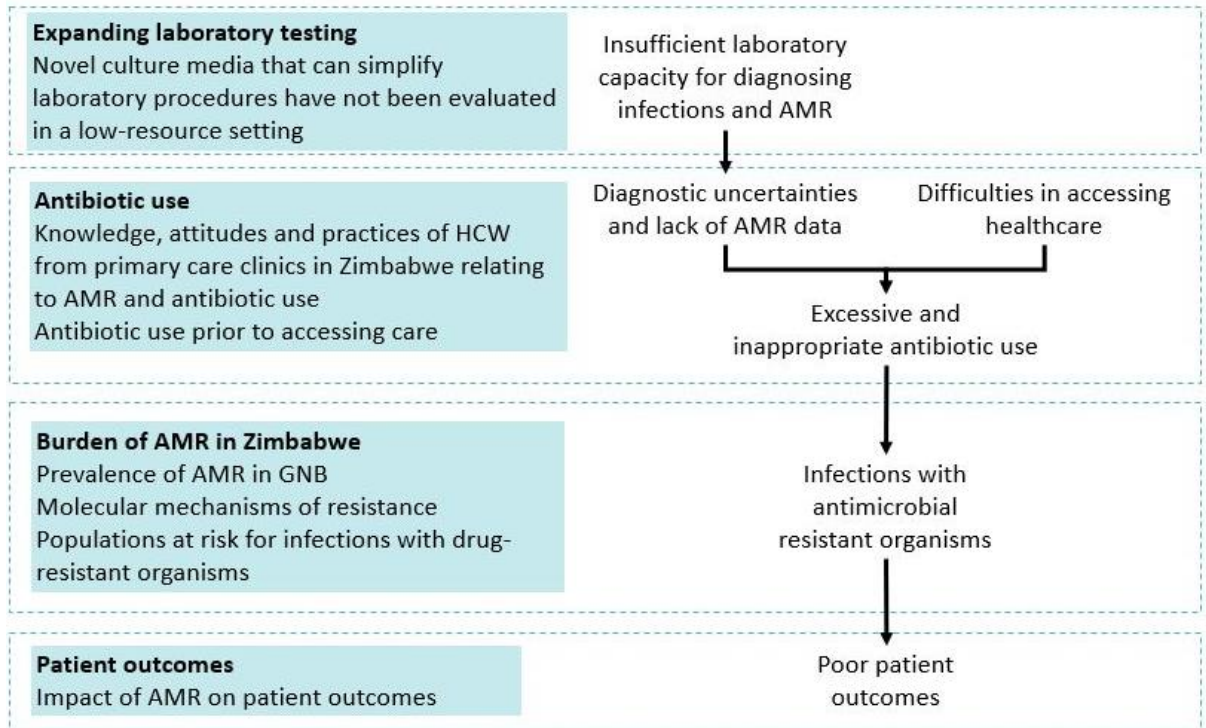 Expanding laboratory testing
Novel culture media that can simplify
laboratory procedures have not been evaluated
in a low-resource setting
Insufficient laboratory
capacity for diagnosing
infections and AMR
Antibiotic use
Knowledge, attitudes and practices of HCW
from primary care clinics in Zimbabwe relating
to AMR and antibiotic use
Antibiotic use prior to accessing care
Diagnostic uncertainties
and lack of AMR data
Difficulties in accessing
healthcare
Excessive and
inappropriate antibiotic use
Burden of AMR in Zimbabwe
Prevalence of AMR in GNB
Molecular mechanisms of resistance
Populations at risk for infections with drug-
resistant organisms
Infections with
antimicrobial
resistant organisms
Patient outcomes
Impact of AMR on patient outcomes
Poor patient
outcomes